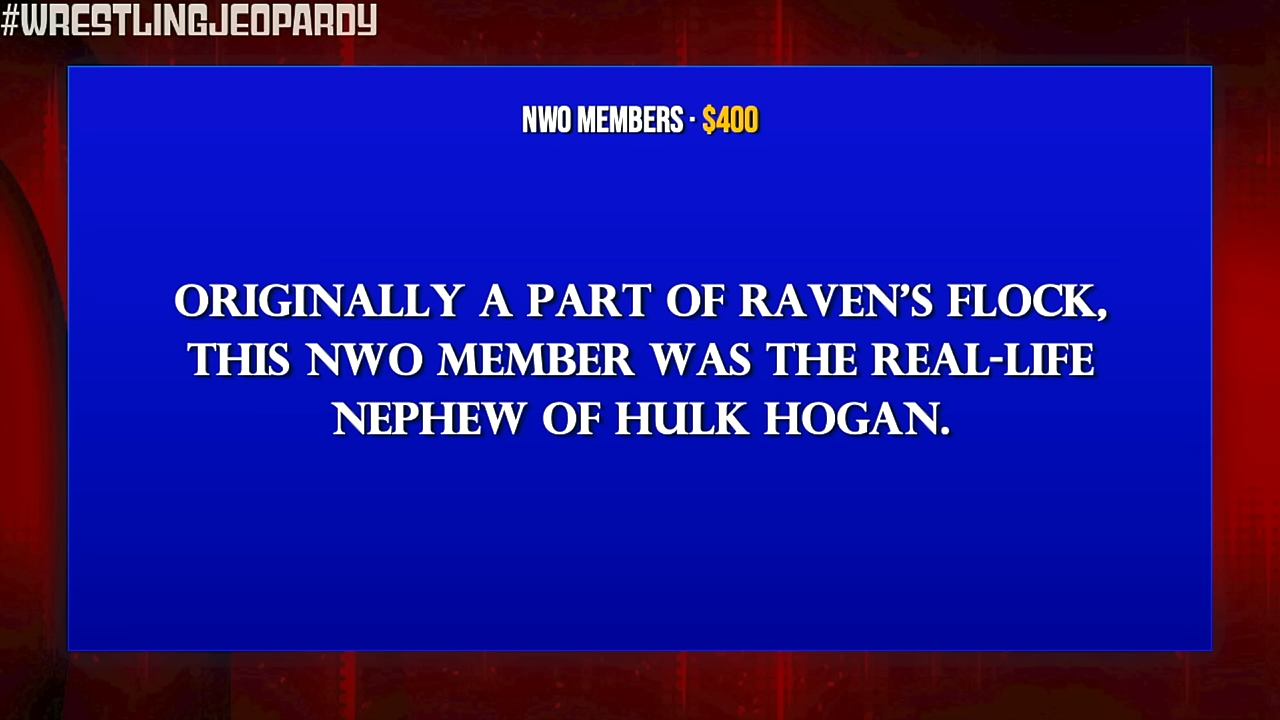 #WRESTLINGJEOPARDY
NWO MEMBERS · $400
ORIGINALLY A PART OF RAVEN’S FLOCK,
THIS NWO MEMBER WAS THE REAL-LIFE
NEPHEW OF HULK HOGAN.